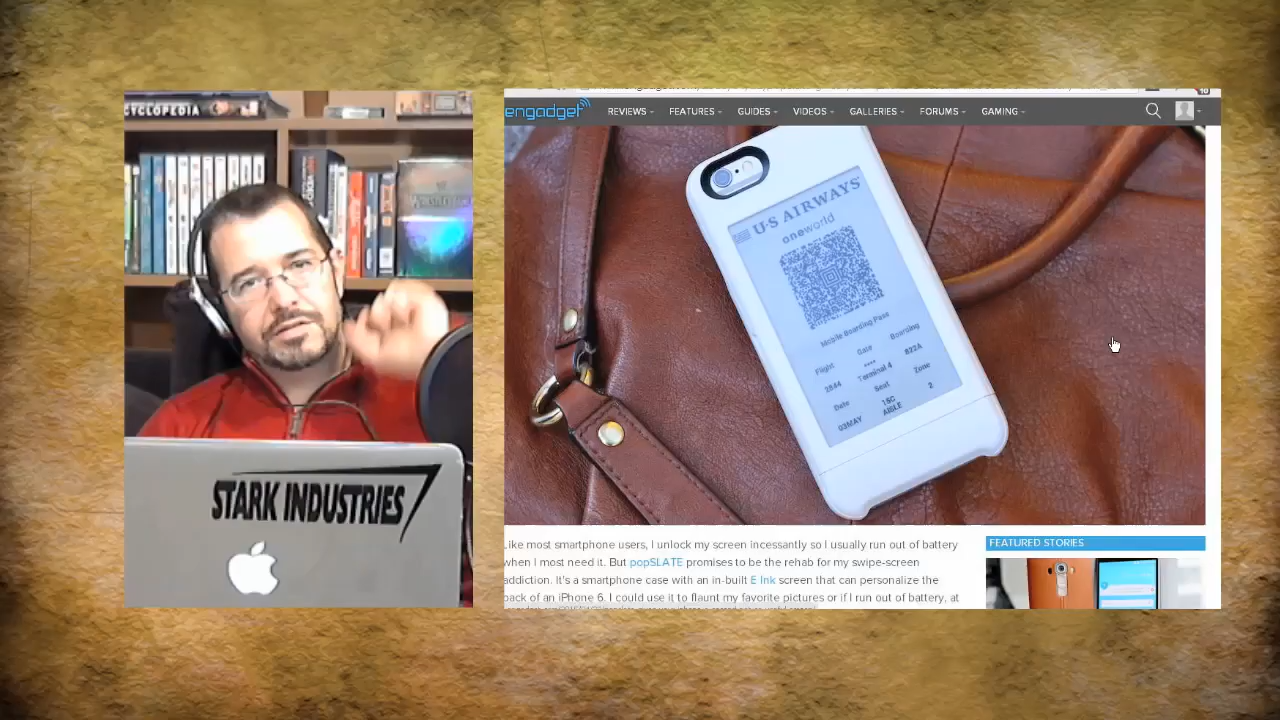 CYCLOPEDIA
STARK INDUSTRIES
engadget
REVIEWS
FEATURES
GUIDES
VIDEOS
GALLERIES
FORUMS
GAMING
U·S AIRWAYS
oneworld
Mobile Boarding Pass
Flight Date Boarding
2844 **** 822A
Terminal 4
Date Seat Zone
03MAY 15C 2
AISLE
Like most smartphone users, I unlock my screen incessantly so I usually run out of battery
when I most need it. But popSLATE promises to be the rehab for my swipe-screen
addiction. It's a smartphone case with an in-built E Ink screen that can personalize the
back of an iPhone 6. I could use it to flaunt my favorite pictures or if I run out of battery, at
FEATURED STORIES